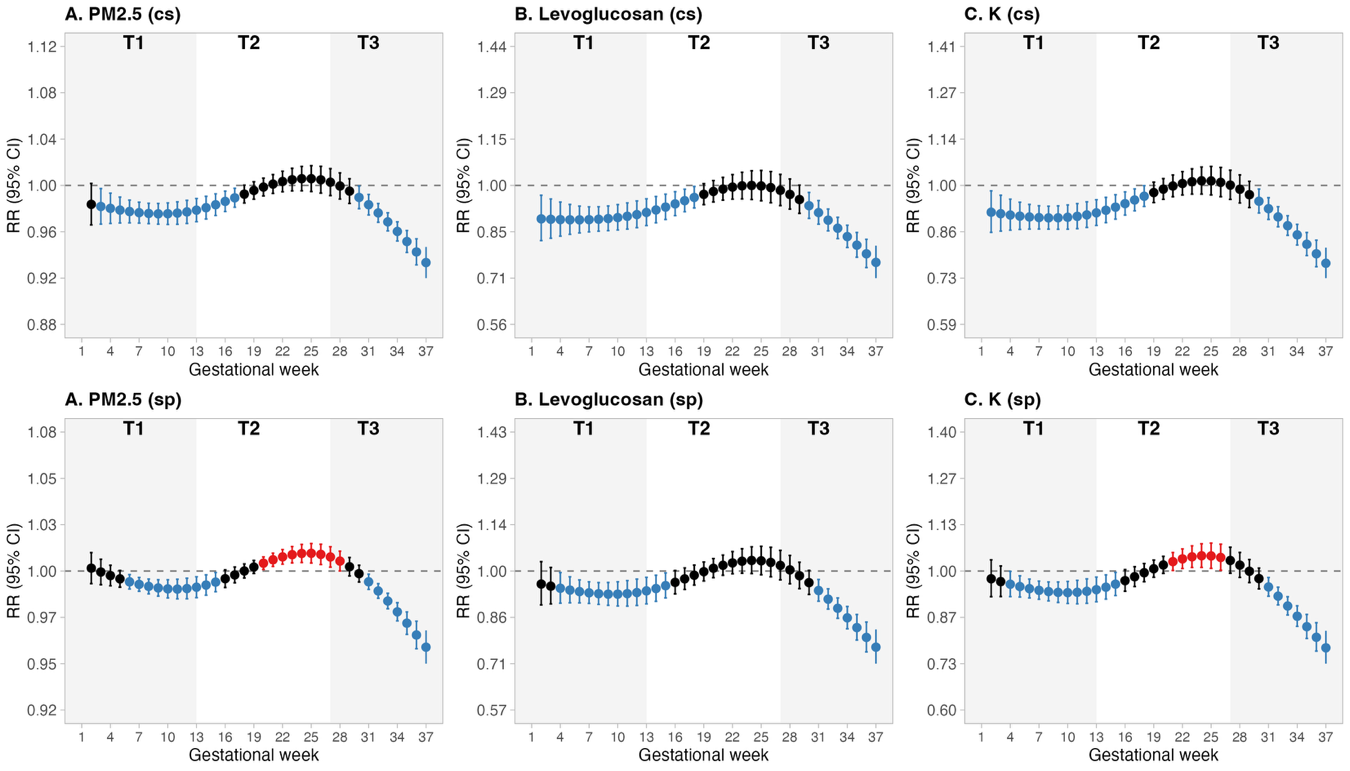 A. PM2.5 (cs)
T1 T2 T3
RR (95% CI)
1.12
1.08
1.04
1.00
0.96
0.92
0.88
1 4 7 10 13 16 19 22 25 28 31 34 37
Gestational week
B. Levoglucosan (cs)
T1 T2 T3
RR (95% CI)
1.44
1.29
1.15
1.00
0.85
0.71
0.56
1 4 7 10 13 16 19 22 25 28 31 34 37
Gestational week
C. K (cs)
T1 T2 T3
RR (95% CI)
1.41
1.27
1.14
1.00
0.86
0.73
0.59
1 4 7 10 13 16 19 22 25 28 31 34 37
Gestational week
A. PM2.5 (sp)
T1 T2 T3
RR (95% CI)
1.08
1.05
1.03
1.00
0.97
0.95
0.92
1 4 7 10 13 16 19 22 25 28 31 34 37
Gestational week
B. Levoglucosan (sp)
T1 T2 T3
RR (95% CI)
1.43
1.29
1.14
1.00
0.86
0.71
0.57
1 4 7 10 13 16 19 22 25 28 31 34 37
Gestational week
C. K (sp)
T1 T2 T3
RR (95% CI)
1.40
1.27
1.13
1.00
0.87
0.73
0.60
1 4 7 10 13 16 19 22 25 28 31 34 37
Gestational week